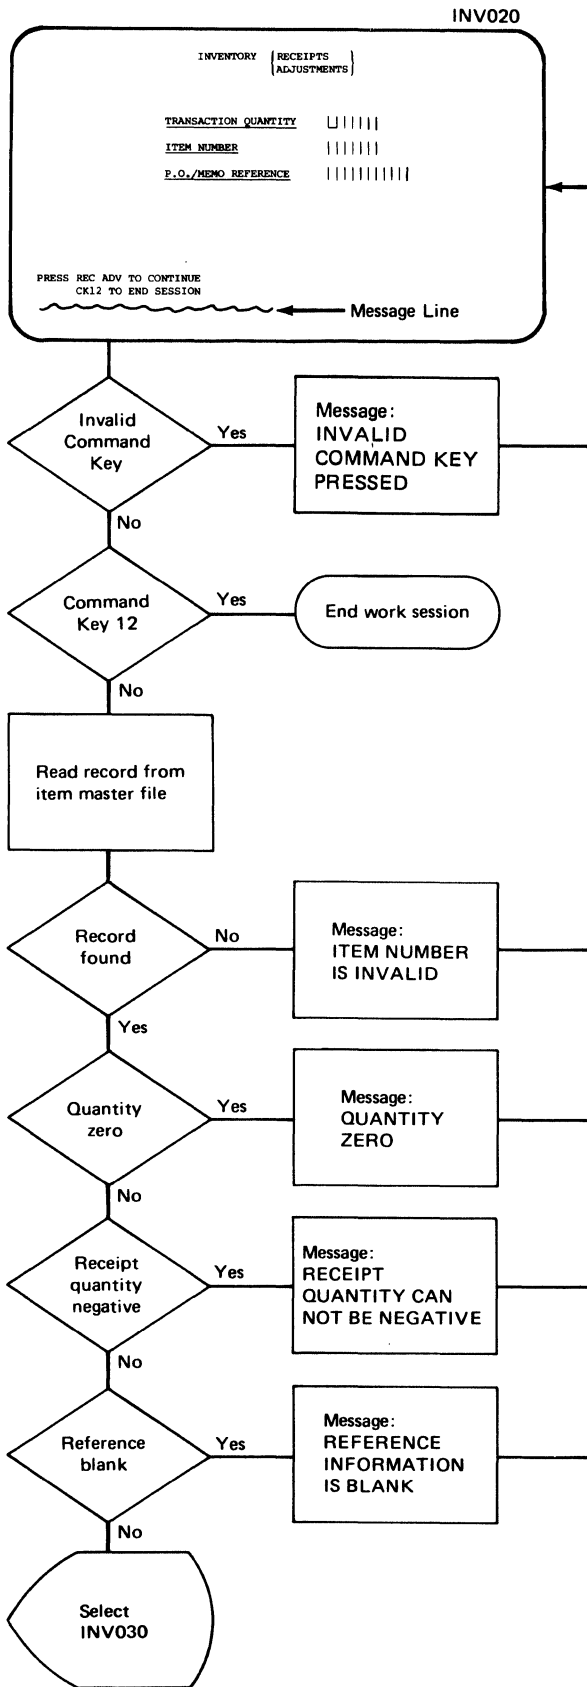 INV020
INVENTORY {RECEIPTS
ADJUSTMENTS}
TRANSACTION QUANTITY
ITEM NUMBER
P.O./MEMO REFERENCE
PRESS REC ADV TO CONTINUE
CK12 TO END SESSION
Message Line
Invalid
Command
Key
Yes
Message:
INVALID
COMMAND KEY
PRESSED
No
Command
Key 12
Yes
End work session
No
Read record from
item master file
Record
found
No
Message:
ITEM NUMBER
IS INVALID
Yes
Quantity
zero
Yes
Message:
QUANTITY
ZERO
No
Receipt
quantity
negative
Yes
Message:
RECEIPT
QUANTITY CAN
NOT BE NEGATIVE
No
Reference
blank
Yes
Message:
REFERENCE
INFORMATION
IS BLANK
No
Select
INV030